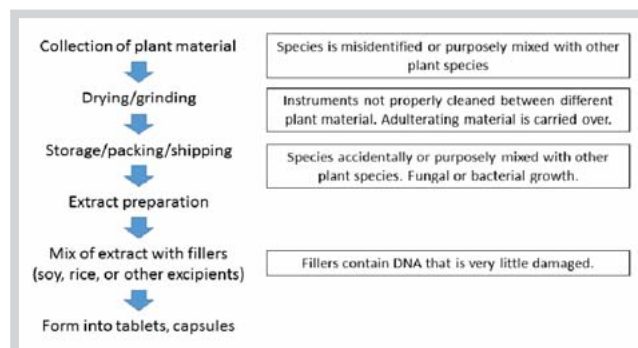 Collection of plant material
Species is misidentified or purposely mixed with other
plant species
Drying/grinding
Instruments not properly cleaned between different
plant material. Adulterating material is carried over.
Storage/packing/shipping
Species accidentally or purposely mixed with other
plant species. Fungal or bacterial growth.
Extract preparation
Mix of extract with fillers
(soy, rice, or other excipients)
Fillers contain DNA that is very little damaged.
Form into tablets, capsules